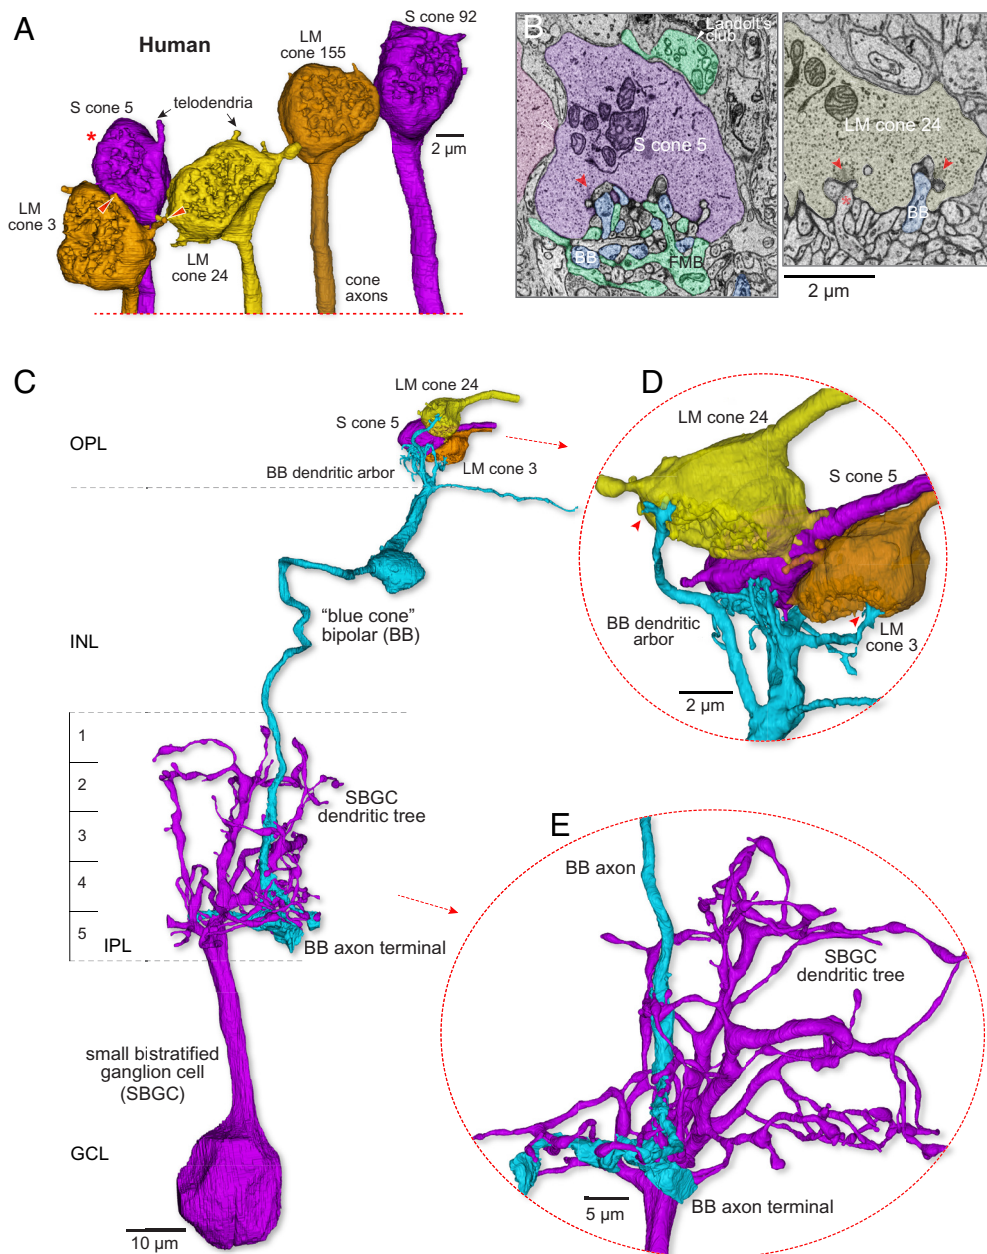 A
Human
LM
cone 155
S cone 92
S cone 5
telodendria
*
2 µm
LM
cone 3
LM
cone 24
cone
axons
B
Landolt's
club
S cone 5
BB
FMB
LM cone 24
*
BB
2 µm
C
LM cone 24
S cone 5
OPL
BB dendritic arbor
LM cone 3
"blue cone"
bipolar (BB)
INL
1
2
3
4
5
IPL
SBGC
dendritic tree
BB axon terminal
small bistratified
ganglion cell
(SBGC)
GCL
10 µm
D
LM cone 24
S cone 5
BB dendritic
arbor
LM
cone 3
2 µm
E
BB axon
SBGC
dendritic tree
5 µm
BB axon terminal